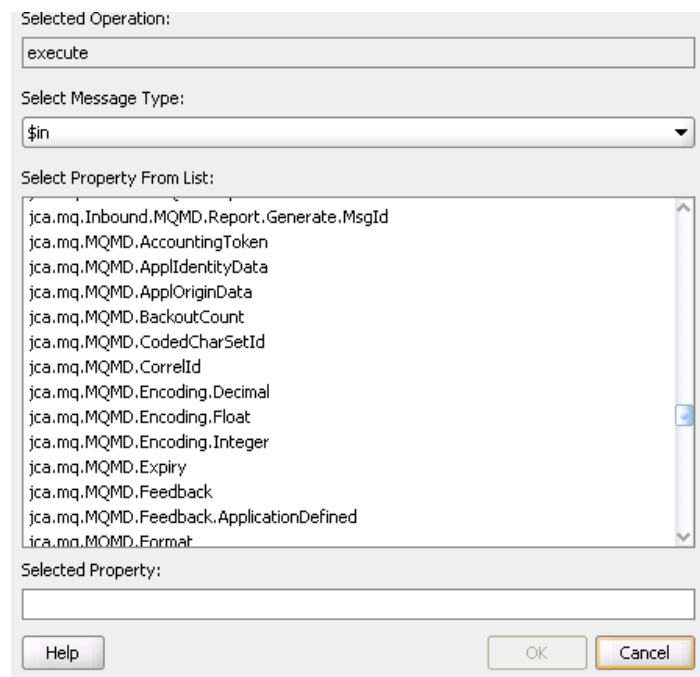 Selected Operation:
execute
Select Message Type:
$in
Select Property From List:
jca.mq.Inbound.MQMD.Report.Generate.MsgId
jca.mq.MQMD.AccountingToken
jca.mq.MQMD.ApplIdentityData
jca.mq.MQMD.ApplOriginData
jca.mq.MQMD.BackoutCount
jca.mq.MQMD.CodedCharSetId
jca.mq.MQMD.CorrelId
jca.mq.MQMD.Encoding.Decimal
jca.mq.MQMD.Encoding.Float
jca.mq.MQMD.Encoding.Integer
jca.mq.MQMD.Expiry
jca.mq.MQMD.Feedback
jca.mq.MQMD.Feedback.ApplicationDefined
jca.mq.MQMD.Format
Selected Property:
Help
OK
Cancel